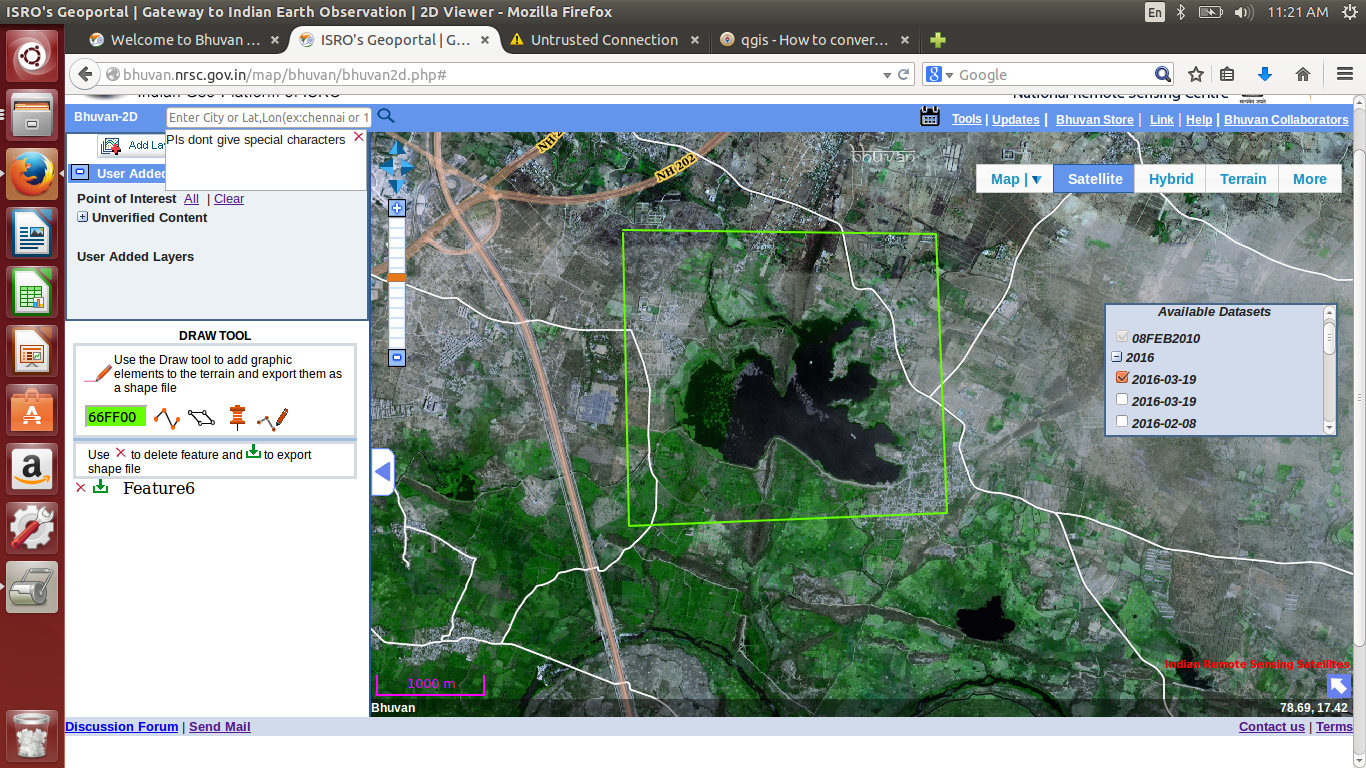 ISRO's Geoportal | Gateway to Indian Earth Observation | 2D Viewer - Mozilla Firefox
En
11:21 AM
Welcome to Bhuvan ...
ISRO's Geoportal | G...
Untrusted Connection
qgis - How to conver...
bhuvan.nrsc.gov.in/map/bhuvan/bhuvan2d.php#
Google
Bhuvan-2D
Enter City or Lat,Lon(ex:chennai or 1
Tools | Updates | Bhuvan Store | Link | Help | Bhuvan Collaborators
Add La
Pls dont give special characters
User Added
Point of Interest All | Clear
Unverified Content
User Added Layers
DRAW TOOL
Use the Draw tool to add graphic
elements to the terrain and export them as
a shape file
66FF00
Use to delete feature and to export
shape file
Feature6
NH 2
NH 202
bhuvan
Map |
Satellite
Hybrid
Terrain
More
Available Datasets
08FEB2010
2016
2016-03-19
2016-03-19
2016-02-08
Indian Remote Sensing Satellites
1000 m
Bhuvan
78.69, 17.42
Discussion Forum | Send Mail
Contact us | Terms